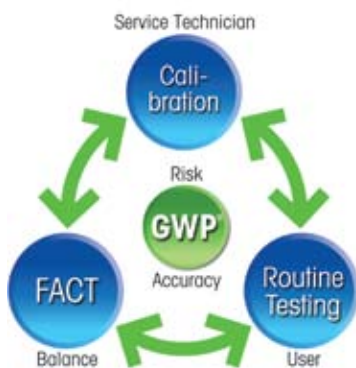 Service Technician
Cali-
bration
Risk
GWP®
Accuracy
FACT
Routine
Testing
Balance
User